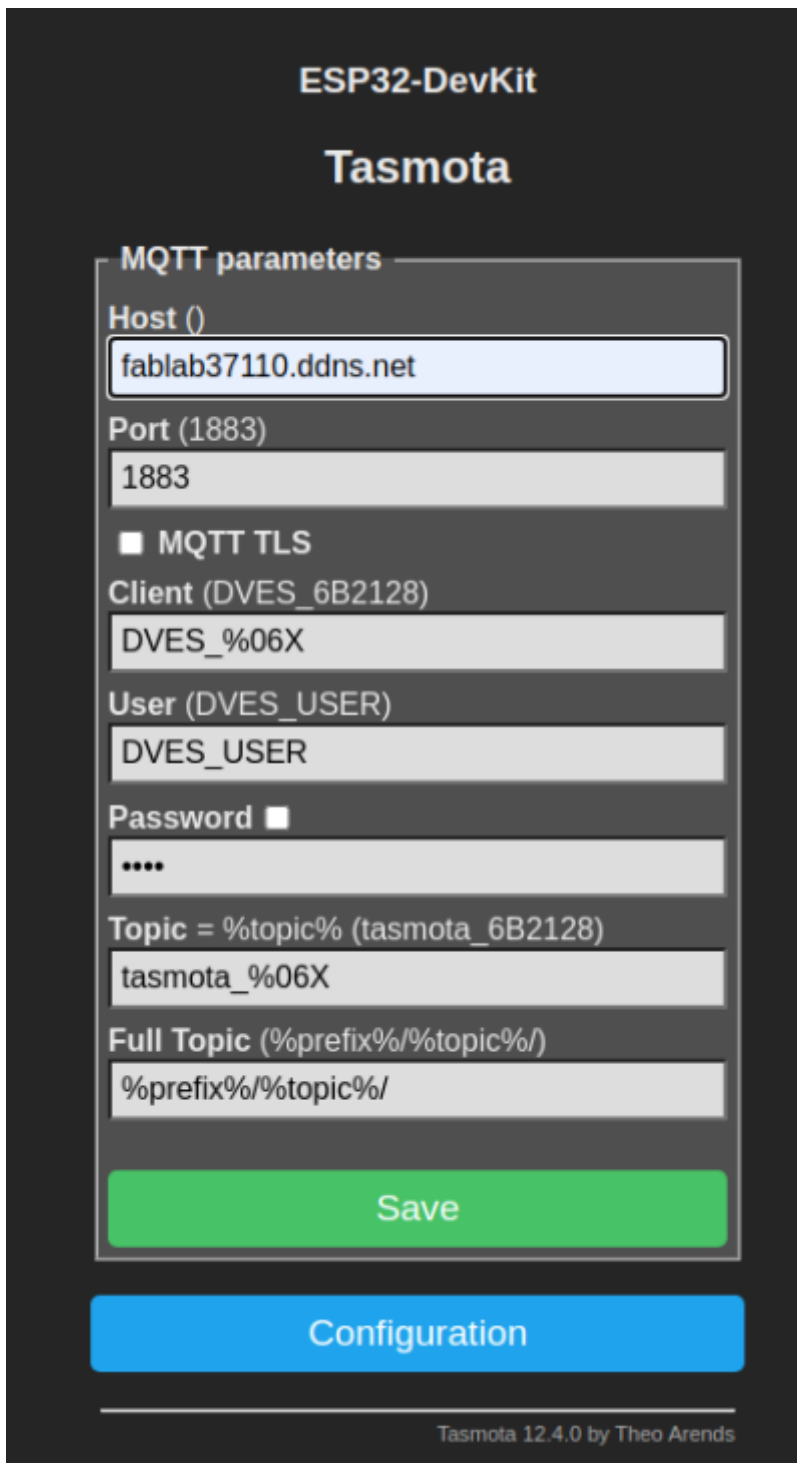 ESP32-DevKit
Tasmota
MQTT parameters
Host ()
fablab37110.ddns.net
Port (1883)
1883
MQTT TLS
Client (DVES_6B2128)
DVES_%06X
User (DVES_USER)
DVES_USER
Password
••••
Topic = %topic% (tasmota_6B2128)
tasmota_%06X
Full Topic (%prefix%/%topic%/)
%prefix%/%topic%/
Save
Configuration
Tasmota 12.4.0 by Theo Arends